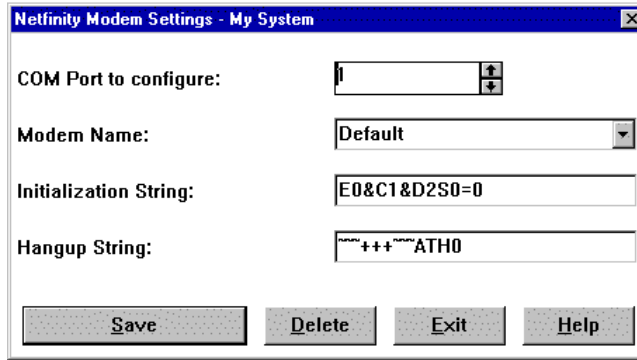 Netfinity Modem Settings - My System
COM Port to configure: 1
Modem Name: Default
Initialization String: E0&C1&D2S0=0
Hangup String: ~~~+++~~~ATH0
Save Delete Exit Help